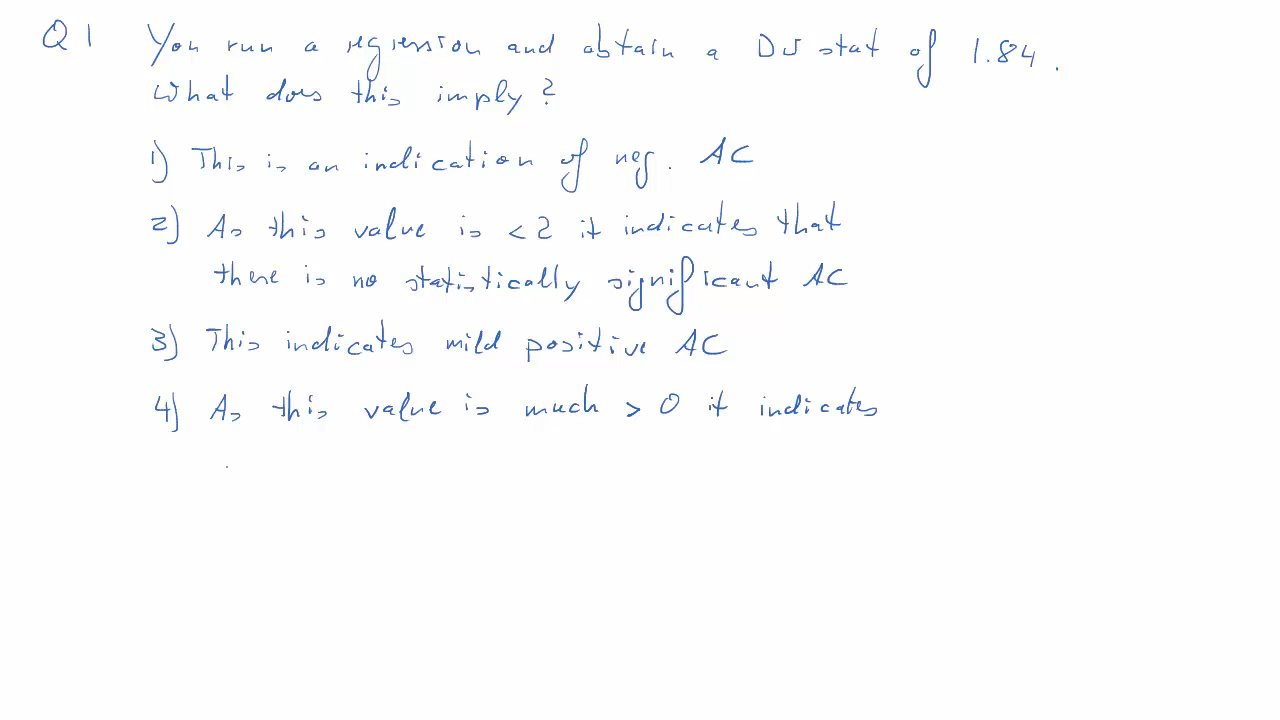 Q1 You run a regression and obtain a DW stat of 1.84.
What does this imply?
1) This is an indication of neg. AC
2) As this value is < 2 it indicates that
there is no statistically significant AC
3) This indicates mild positive AC
4) As this value is much > 0 it indicates